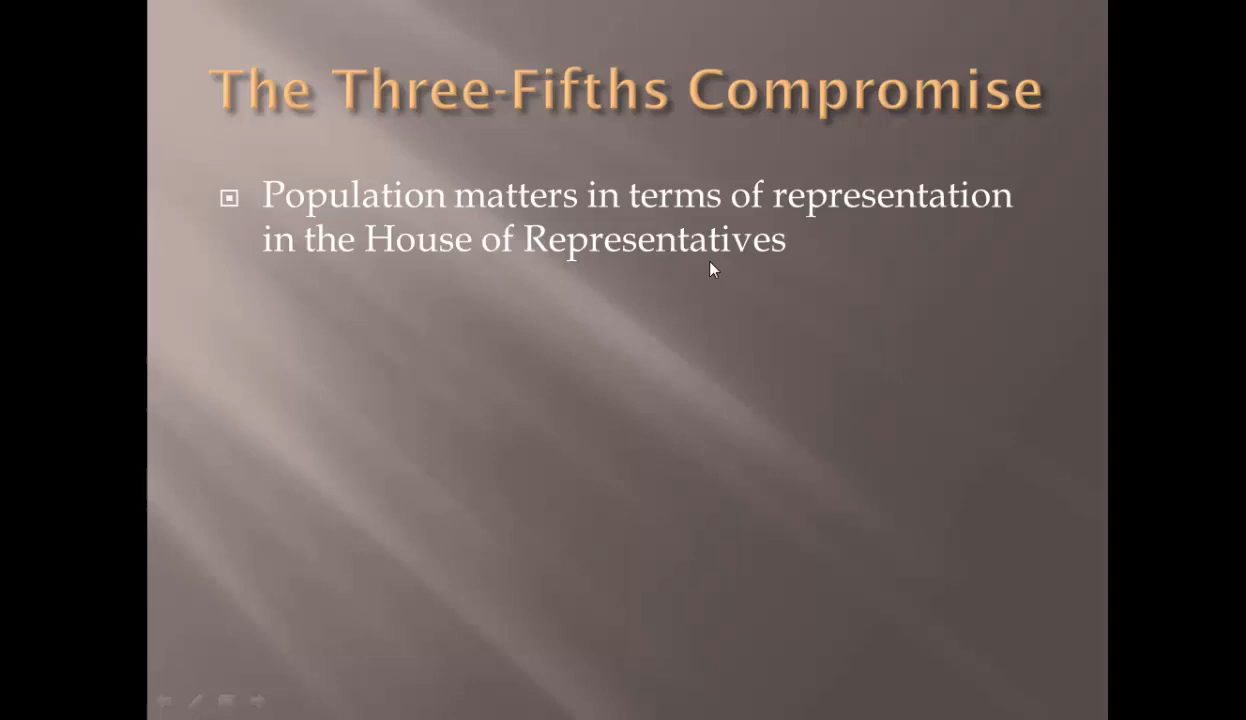 The Three-Fifths Compromise
Population matters in terms of representation
in the House of Representatives